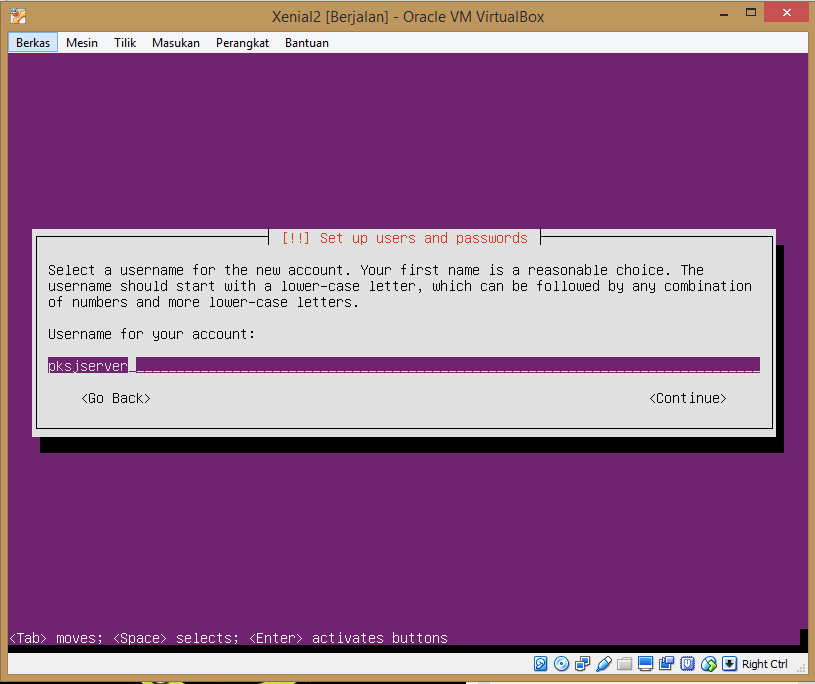 Xenial2 [Berjalan] - Oracle VM VirtualBox
Berkas Mesin Tilik Masukan Perangkat Bantuan
[!!] Set up users and passwords
Select a username for the new account. Your first name is a reasonable choice. The
username should start with a lower-case letter, which can be followed by any combination
of numbers and more lower-case letters.
Username for your account:
pksjserver
<Go Back> <Continue>
<Tab> moves; <Space> selects; <Enter> activates buttons
Right Ctrl